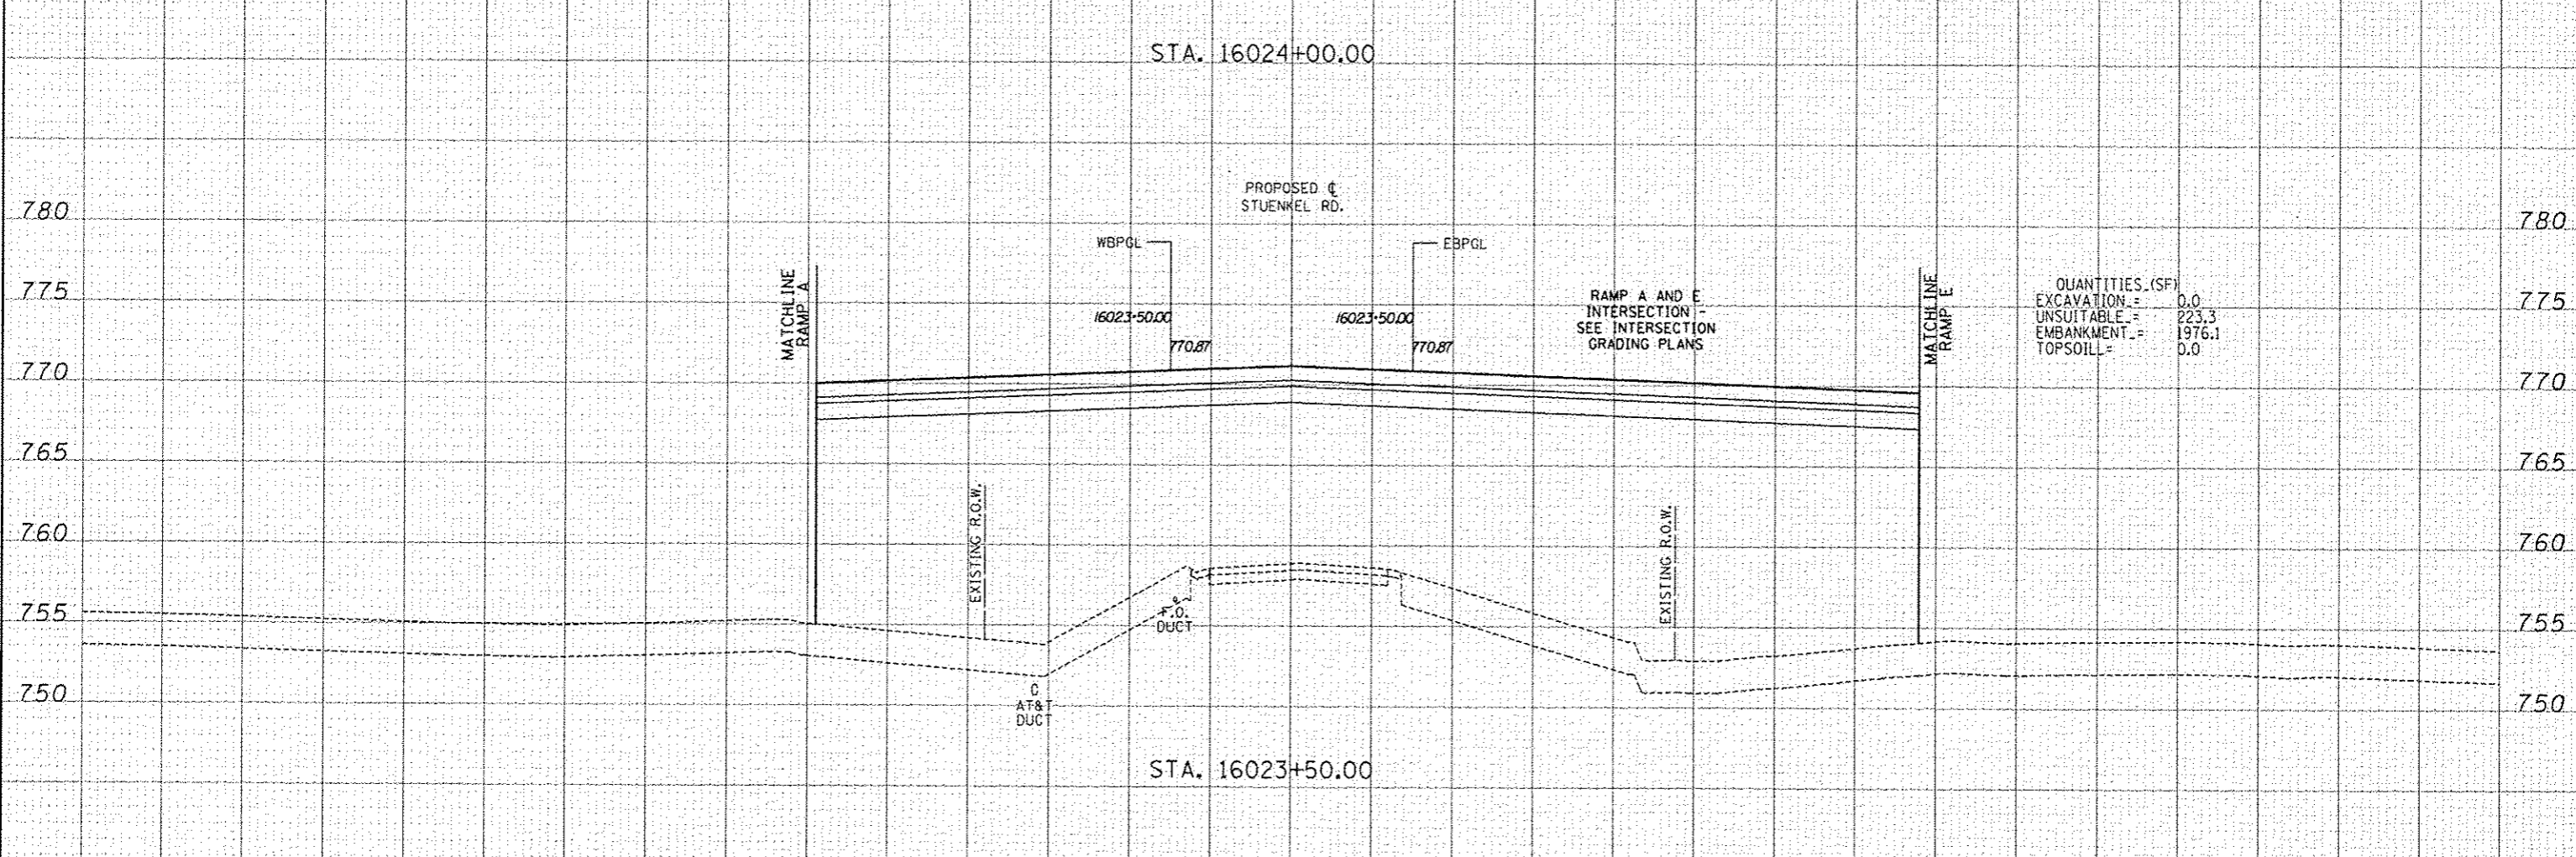 STA. 16024+00.00
PROPOSED ℄
STUENKEL RD.
780
780
WBPGL
EBPGL
MATCHLINE
RAMP A
775
16023+50.00
770.87
16023+50.00
770.87
RAMP A AND E
INTERSECTION -
SEE INTERSECTION
GRADING PLANS
MATCHLINE
RAMP E
QUANTITIES (SF)
EXCAVATION = 0.0
UNSUITABLE = 223.3
EMBANKMENT = 1976.1
TOPSOIL = 0.0
775
770
770
765
765
EXISTING R.O.W.
EXISTING R.O.W.
760
760
755
F.O.
DUCT
755
750
C
AT&T
DUCT
750
STA. 16023+50.00